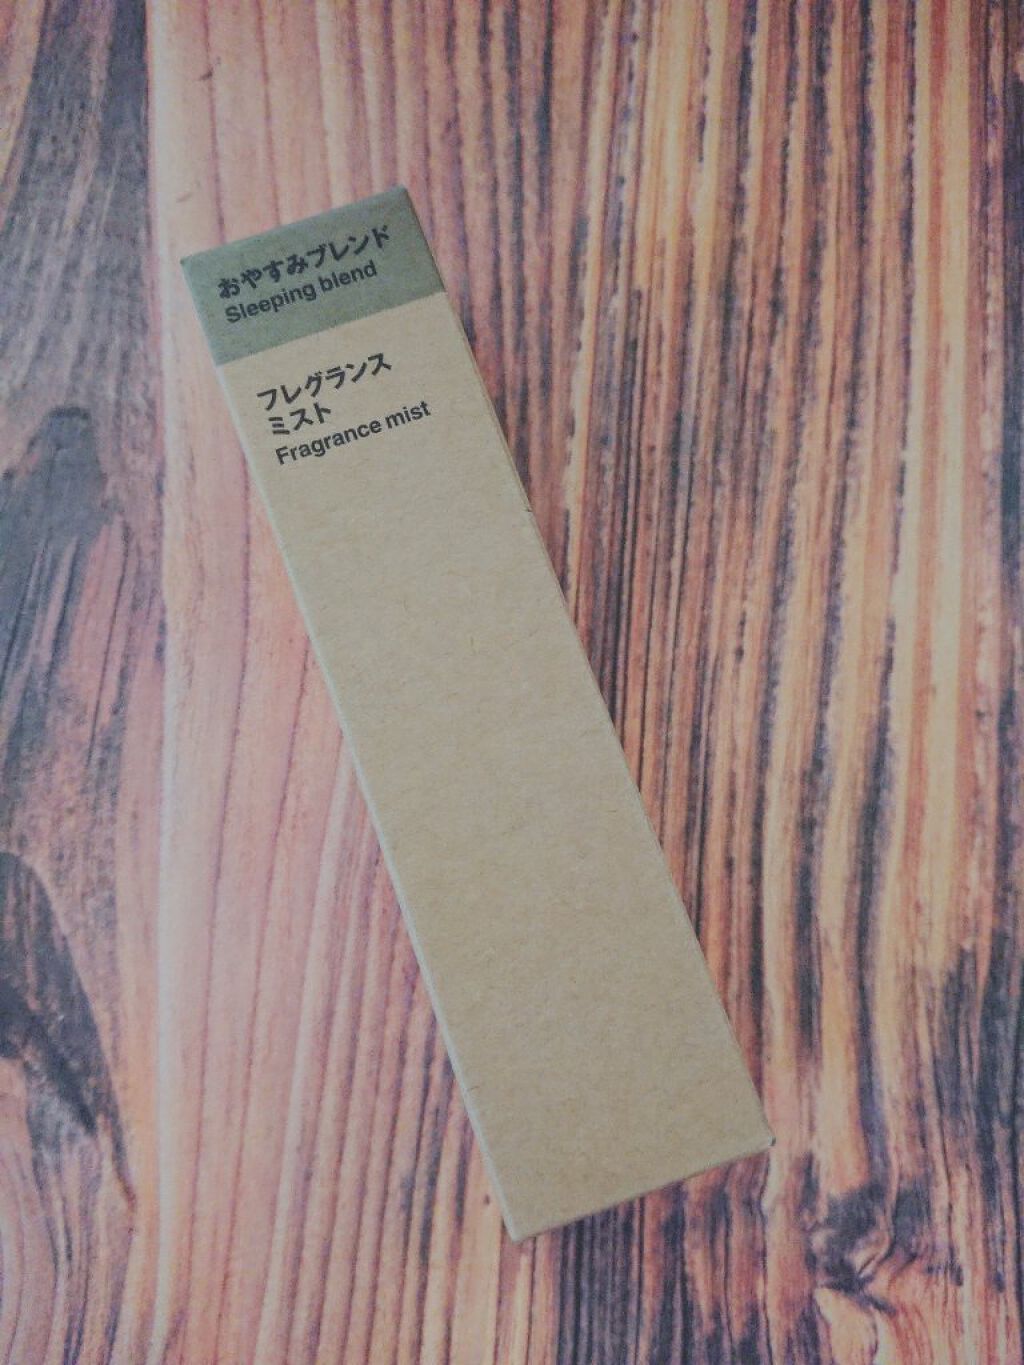 おやすみブレンド
Sleeping blend
フレグランス
ミスト
Fragrance mist